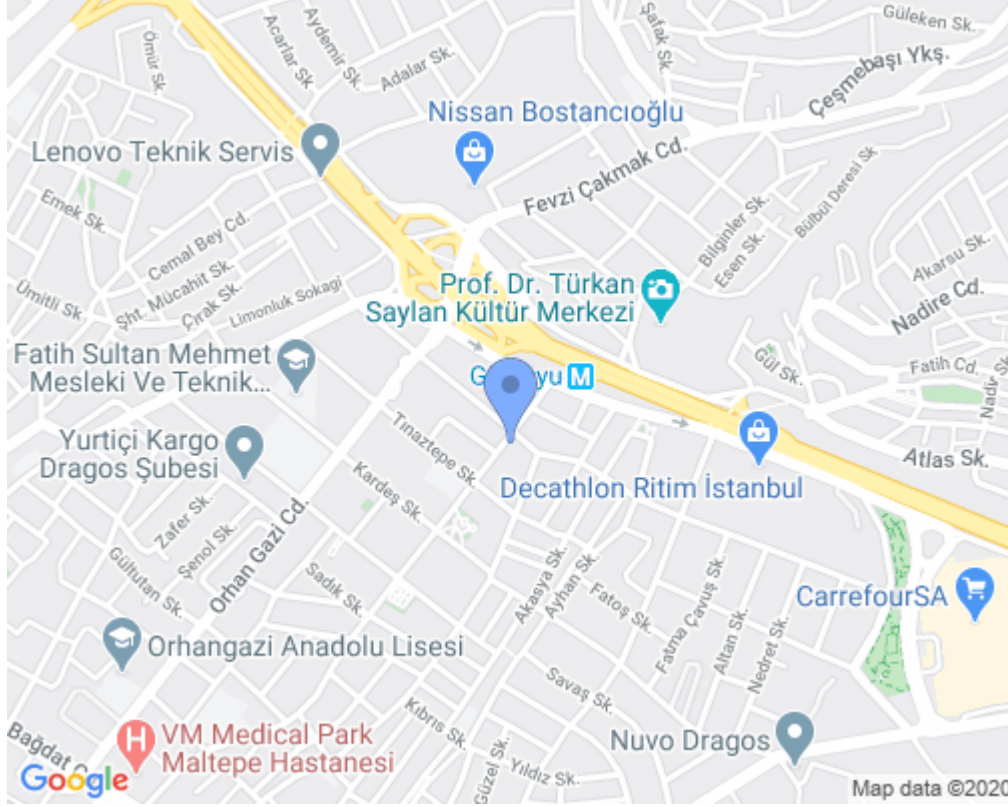 Güleken Sk.
Şafak Sk.
Aydemir Sk.
Acarlar Sk
Ömür Sk
Adalar Sk.
Çeşmebaşı Ykş.
Nissan Bostancıoğlu
Lenovo Teknik Servis
Fevzi Çakmak Cd.
Emek Sk.
Cemal Bey Cd.
Bilginler Sk.
Esen Sk.
Bülbül Deresi Sk
Akarsu Sk.
Ümitli Sk.
Şht. Mücahit Sk.
Çırak Sk.
Limonluk Sokagi
Prof. Dr. Türkan
Saylan Kültür Merkezi
Nadire Cd.
Fatih Sultan Mehmet
Mesleki Ve Teknik...
M
Gül Sk.
Fatih Cd.
Nadir Sk
Yurtiçi Kargo
Dragos Şubesi
Tınaztepe Sk.
Kardeş Sk.
Atlas Sk.
Decathlon Ritim İstanbul
Zafer Sk.
Şenol Sk.
Orhan Gazi Cd.
Gültutan Sk.
Sadık Sk.
Akasya Sk.
Ayhan Sk.
Fatoş Sk.
Fatma Çavuş Sk.
Altan Sk.
Nedret Sk.
CarrefourSA
Orhangazi Anadolu Lisesi
Savaş Sk.
Kıbrıs Sk.
Güzel Sk.
Yıldız Sk.
Bağdat
H
VM Medical Park
Maltepe Hastanesi
Nuvo Dragos
Google
Map data ©2020